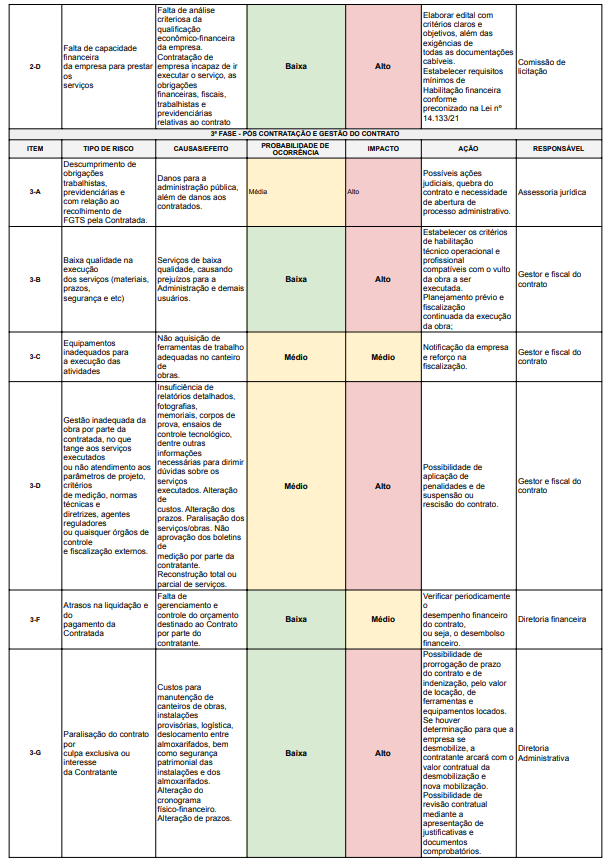 2-D
Falta de capacidade
financeira
da empresa para prestar
os
serviços
Falta de análise
criteriosa da
qualificação
econômico-financeira
da empresa.
Contratação de
empresa incapaz de ir
executar o serviço, as
obrigações
financeiras, fiscais,
trabalhistas e
previdenciárias
relativas ao contrato
Baixa
Alto
Elaborar edital com
critérios claros e
objetivos, além das
exigências de
todas as documentações
cabíveis.
Estabelecer requisitos
mínimos de
Habilitação financeira
conforme
preconizado na Lei nº
14.133/21
Comissão de
licitação
3ª FASE - PÓS CONTRATAÇÃO E GESTÃO DO CONTRATO
ITEM
TIPO DE RISCO
CAUSAS/EFEITO
PROBABILIDADE DE
OCORRÊNCIA
IMPACTO
AÇÃO
RESPONSÁVEL
3-A
Descumprimento de
obrigações
trabalhistas,
previdenciárias e
com relação ao
recolhimento de
FGTS pela Contratada.
Danos para a
administração pública,
além de danos aos
contratados.
Média
Alto
Possíveis ações
judiciais, quebra do
contrato e necessidade
de abertura de
processo administrativo.
Assessoria jurídica
3-B
Baixa qualidade na
execução
dos serviços (materiais,
prazos,
segurança e etc)
Serviços de baixa
qualidade, causando
prejuízos para a
Administração e demais
usuários.
Baixa
Alto
Estabelecer os critérios
de habilitação
técnico operacional e
profissional
compatíveis com o vulto
da obra a ser
executada.
Planejamento prévio e
fiscalização
continuada da execução
da obra;
Gestor e fiscal do
contrato
3-C
Equipamentos
inadequados para
a execução das
atividades
Não aquisição de
ferramentas de trabalho
adequadas no canteiro
de
obras.
Médio
Médio
Notificação da empresa
e reforço na
fiscalização.
Gestor e fiscal do
contrato
3-D
Gestão inadequada da
obra por parte da
contratada, no que
tange aos serviços
executados
ou não atendimento aos
parâmetros de projeto,
critérios
de medição, normas
técnicas e
diretrizes, agentes
reguladores
ou quaisquer órgãos de
controle
e fiscalização externos.
Insuficiência de
relatórios detalhados,
fotografias,
memoriais, corpos de
prova, ensaios de
controle tecnológico,
dentre outras
informações
necessárias para dirimir
dúvidas sobre os
serviços
executados. Alteração
de
custos. Alteração dos
prazos. Paralisação dos
serviços/obras. Não
aprovação dos boletins
de
medição por parte da
contratante.
Reconstrução total ou
parcial de serviços.
Médio
Alto
Possibilidade de
aplicação de
penalidades e de
suspensão ou
rescisão do contrato.
Gestor e fiscal do
contrato
3-F
Atrasos na liquidação e
do
pagamento da
Contratada
Falta de
gerenciamento e
controle do orçamento
destinado ao Contrato
por parte do
contratante.
Baixa
Médio
Verificar periodicamente
o
desempenho financeiro
do contrato,
ou seja, o desembolso
financeiro.
Diretoria financeira
3-G
Paralisação do contrato
por
culpa exclusiva ou
interesse
da Contratante
Custos para
manutenção de
canteiros de obras,
instalações
provisórias, logística,
deslocamento entre
almoxarifados, bem
como segurança
patrimonial das
instalações e dos
almoxarifados.
Alteração do
cronograma
físico-financeiro.
Alteração de prazos.
Baixa
Alto
Possibilidade de
prorrogação de prazo
do contrato e de
indenização, pelo valor
de locação, de
ferramentas e
equipamentos locados.
Se houver
determinação para que a
empresa se
desmobilize, a
contratante arcará com o
valor contratual da
desmobilização e
nova mobilização.
Possibilidade de
revisão contratual
mediante a
apresentação de
justificativas e
documentos
comprobatórios.
Diretoria
Administrativa